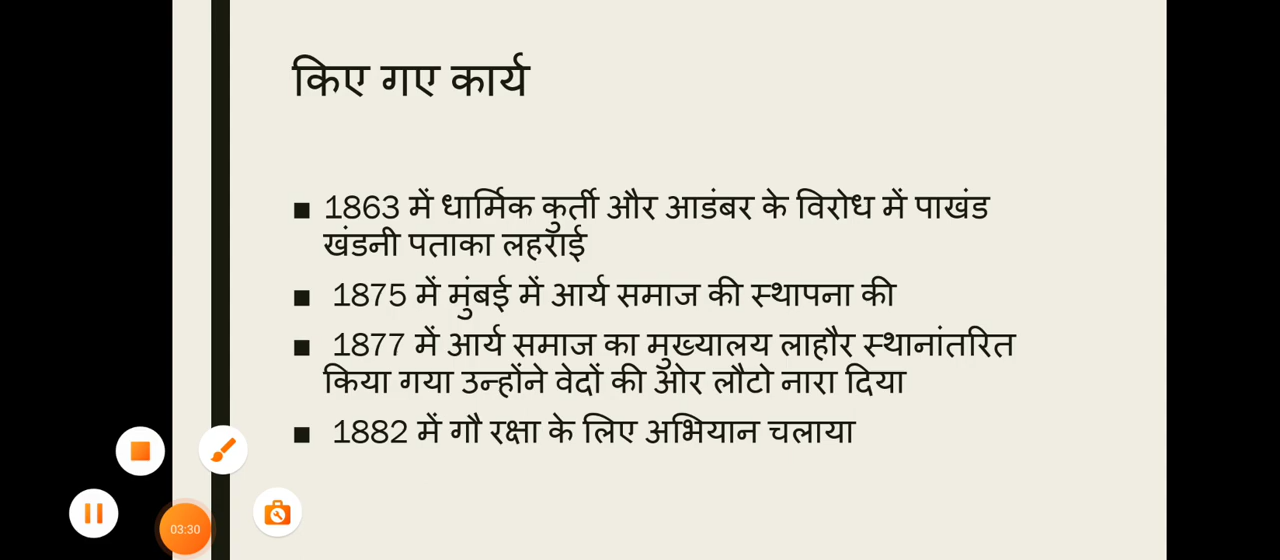 किए गए कार्य
■ 1863 में धार्मिक कुर्ती और आडंबर के विरोध में पाखंड
खंडनी पताका लहराई
■ 1875 में मुंबई में आर्य समाज की स्थापना की
■ 1877 में आर्य समाज का मुख्यालय लाहौर स्थानांतरित
किया गया उन्होंने वेदों की ओर लौटो नारा दिया
■ 1882 में गौ रक्षा के लिए अभियान चलाया
03:30